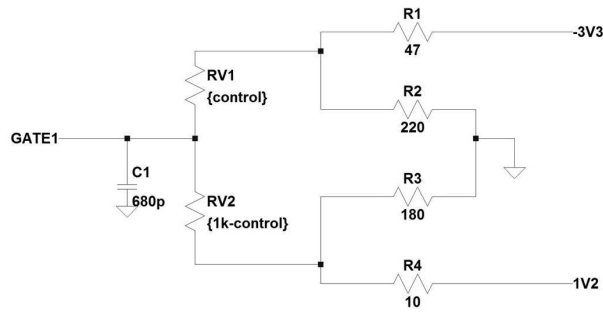 R1
-3V3
47
RV1
{control}
R2
220
GATE1
C1
680p
RV2
{1k-control}
R3
180
R4
1V2
10